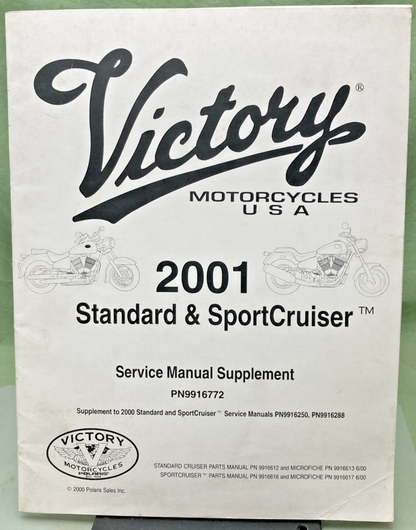 Victory®
MOTORCYCLES
USA
2001
Standard & SportCruiser™
Service Manual Supplement
PN9916772
Supplement to 2000 Standard and SportCruiser™ Service Manuals PN9916250, PN9916288
VICTORY
MOTORCYCLES
POLARIS
STANDARD CRUISER PARTS MANUAL PN 9916612 and MICROFICHE PN 9916613 6/00
SPORTCRUISER™ PARTS MANUAL PN 9916616 and MICROFICHE PN 9916617 6/00
© 2000 Polaris Sales Inc.